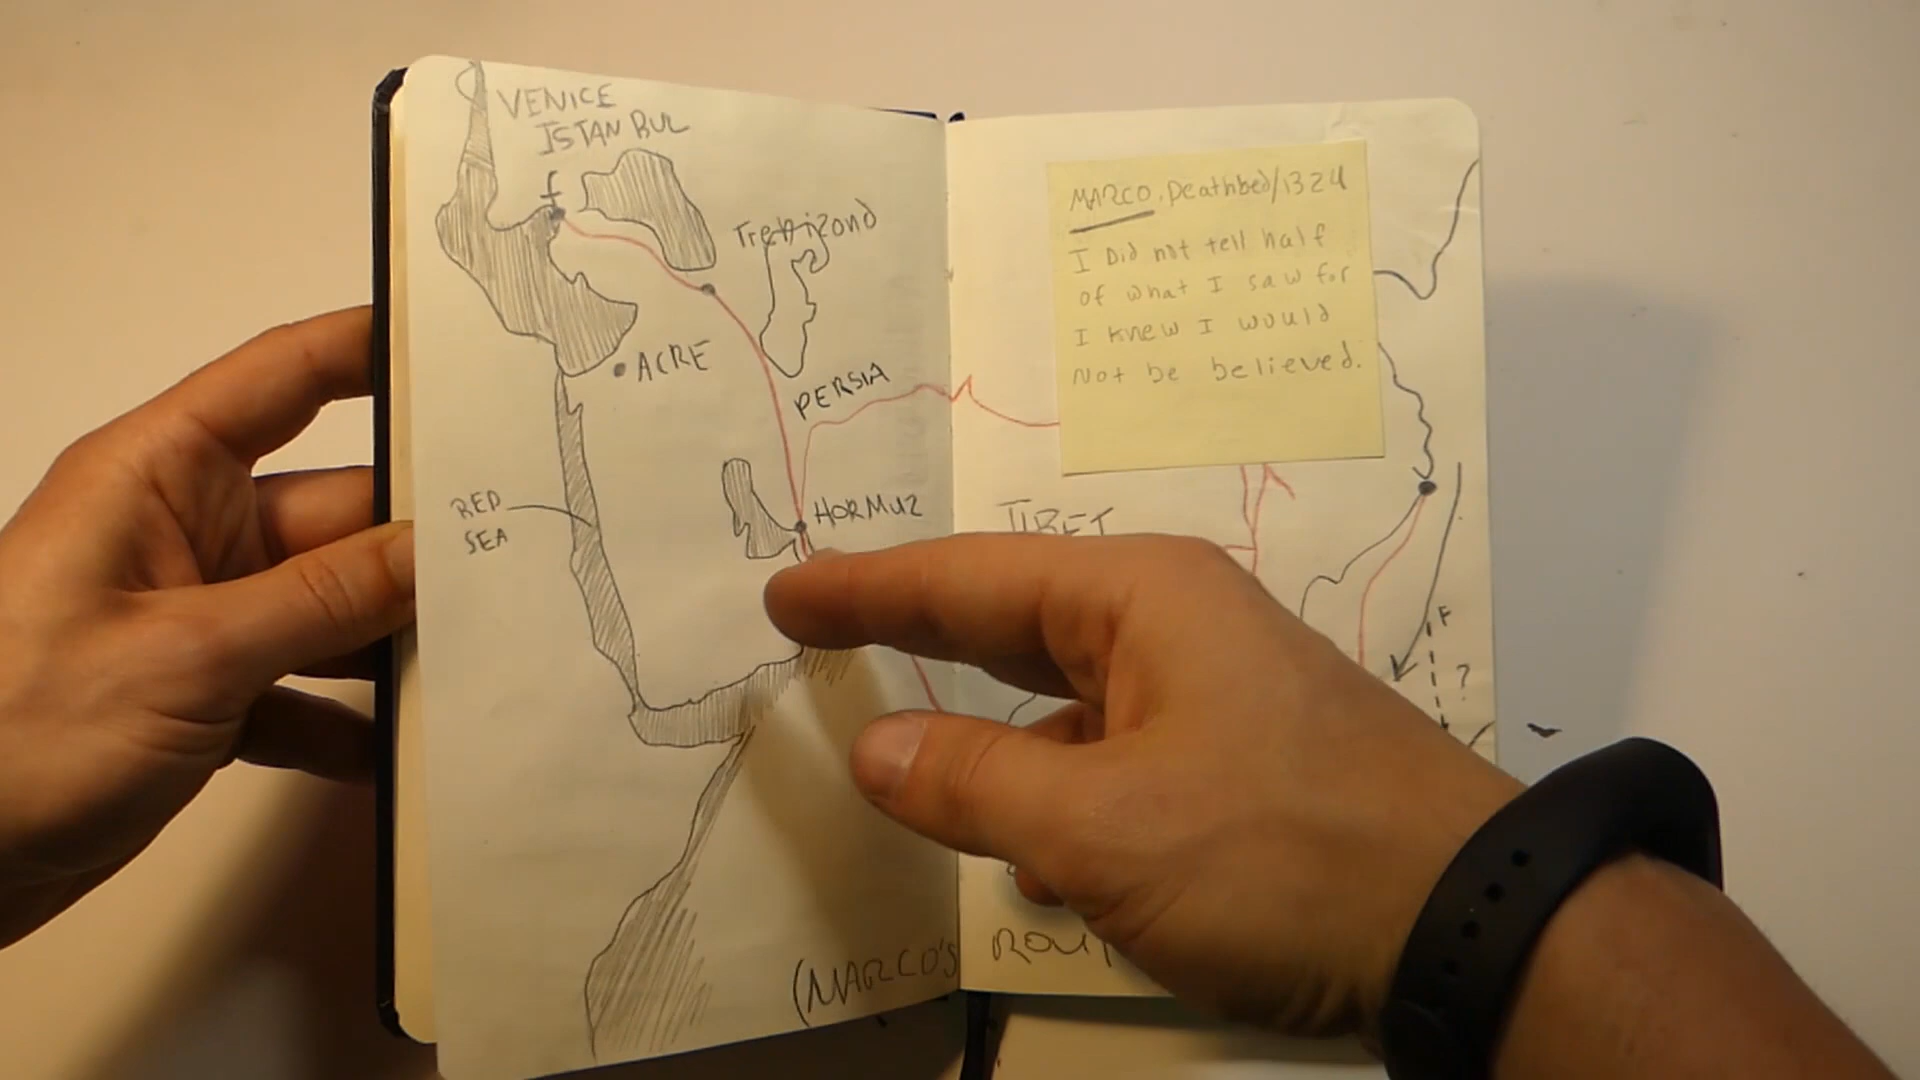 VENICE
ISTANBUL
Trebizond
ACRE
PERSIA
RED
SEA
HORMUZ
(MARCO'S
MARCO, Deathbed/1324
I Did not tell half
of what I saw for
I knew I would
Not be believed.
TIBET
F
?